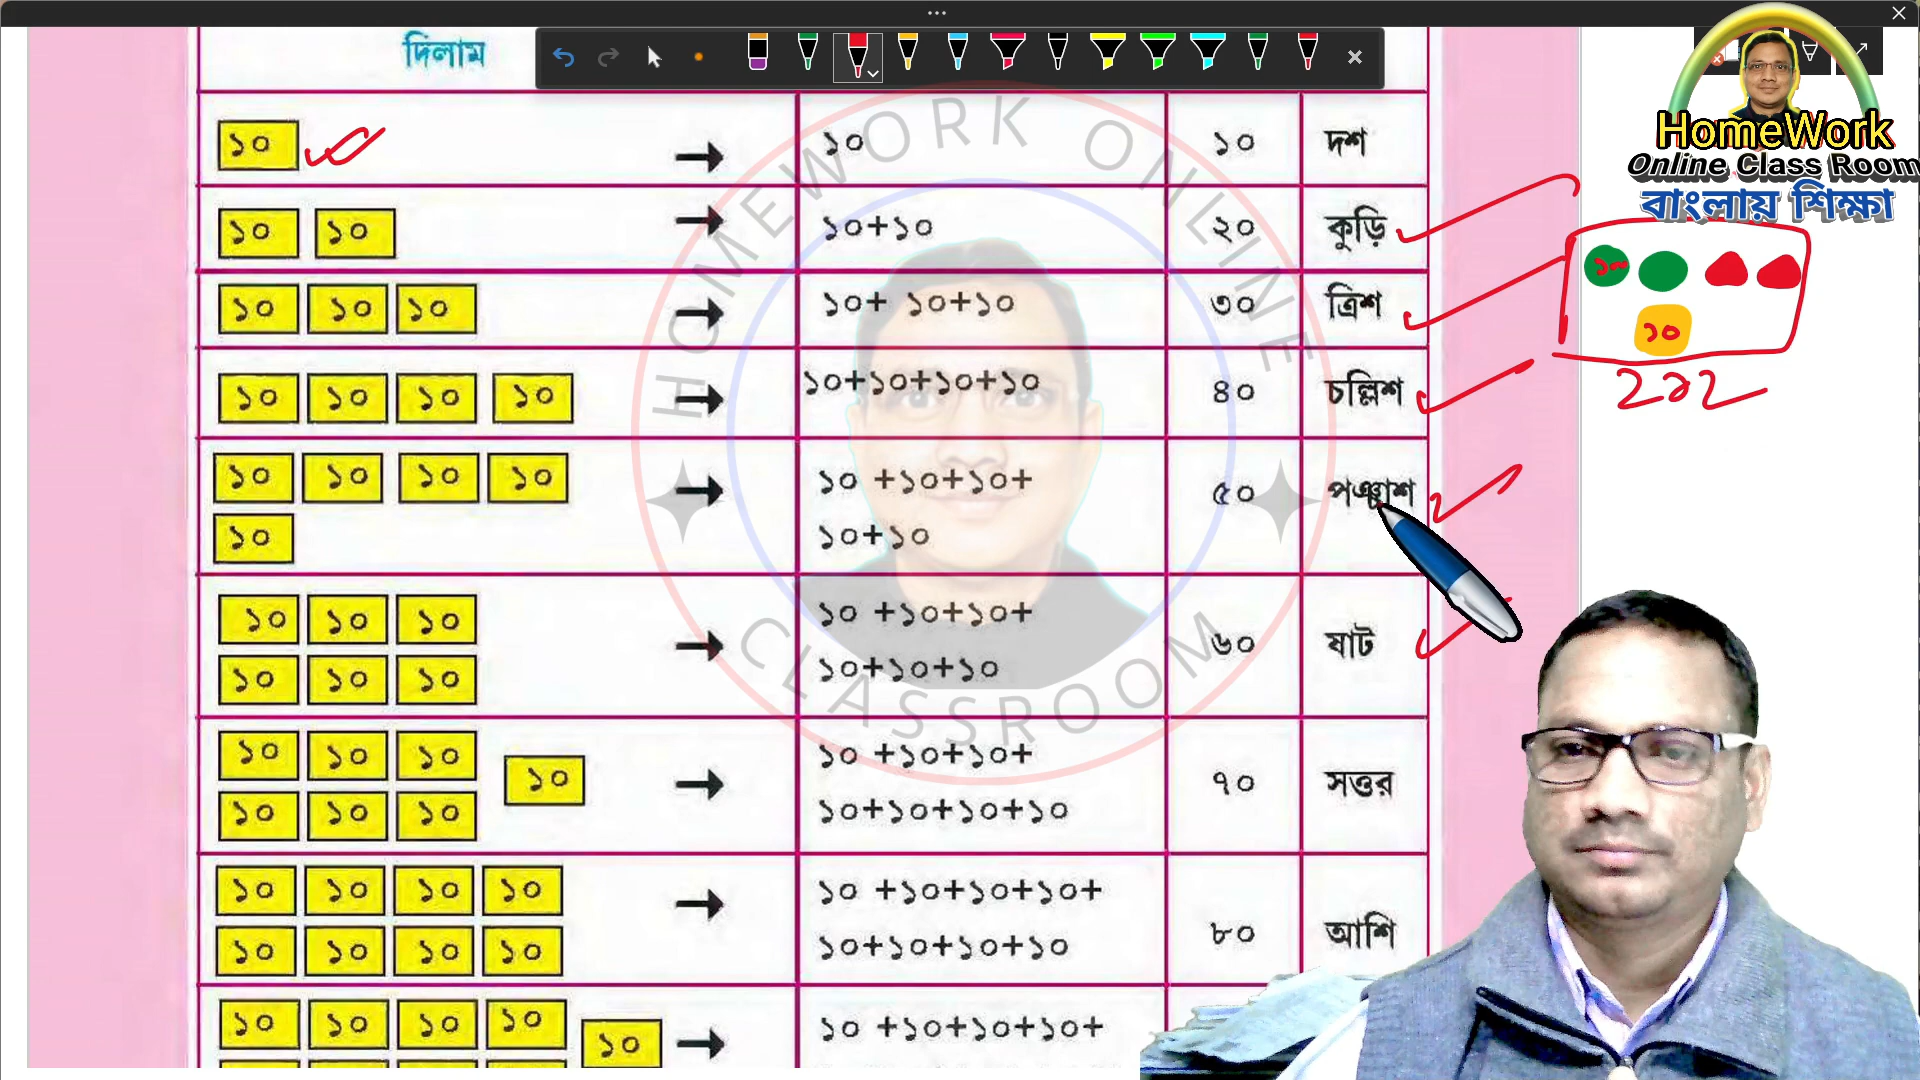 দিলাম
১০ ১০ ১০ দশ
১০ ১০ ১০+১০ ২০ কুড়ি
১০ ১০ ১০ ১০+ ১০+১০ ৩০ ত্রিশ
১০ ১০ ১০ ১০ ১০+১০+১০+১০ ৪০ চল্লিশ
১০ ১০ ১০ ১০ ১০ +১০+১০+ ৫০ পঞ্চাশ
১০ ১০+১০
১০ ১০ ১০ ১০ +১০+১০+ ৬০ ষাট
১০ ১০ ১০ ১০+১০+১০
১০ ১০ ১০ ১০ ১০ +১০+১০+ ৭০ সত্তর
১০ ১০ ১০ ১০+১০+১০+১০
১০ ১০ ১০ ১০ ১০ +১০+১০+১০+ ৮০ আশি
১০ ১০ ১০ ১০ ১০+১০+১০+১০
১০ ১০ ১০ ১০ ১০ ১০ +১০+১০+১০+
HomeWork
Online Class Room
বাংলায় শিক্ষা
১০
HOMEWORK ONLINE
CLASSROOM